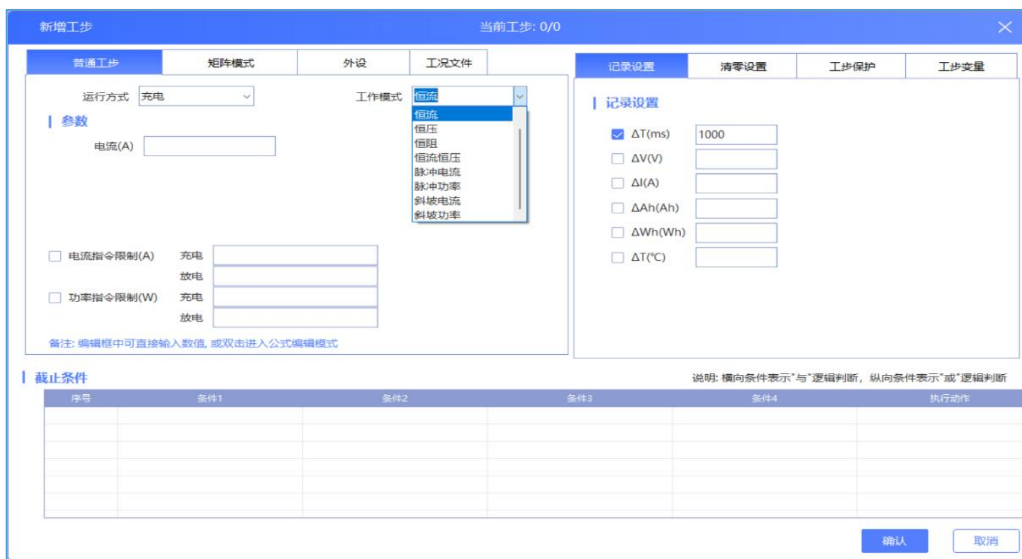 新增工步 当前工步: 0/0
普通工步 矩阵模式 外设 工况文件
运行方式 充电 工作模式 恒流
恒流
恒压
恒阻
恒流恒压
脉冲电流
脉冲功率
斜坡电流
斜坡功率
参数
电流(A)
电流指令限制(A) 充电
放电
功率指令限制(W) 充电
放电
备注: 编辑框中可直接输入数值, 或双击进入公式编辑模式
记录设置 清零设置 工步保护 工步变量
记录设置
ΔT(ms) 1000
ΔV(V)
ΔI(A)
ΔAh(Ah)
ΔWh(Wh)
ΔT(℃)
截止条件 说明: 横向条件表示"与"逻辑判断，纵向条件表示"或"逻辑判断
序号 条件1 条件2 条件3 条件4 执行动作
确认 取消